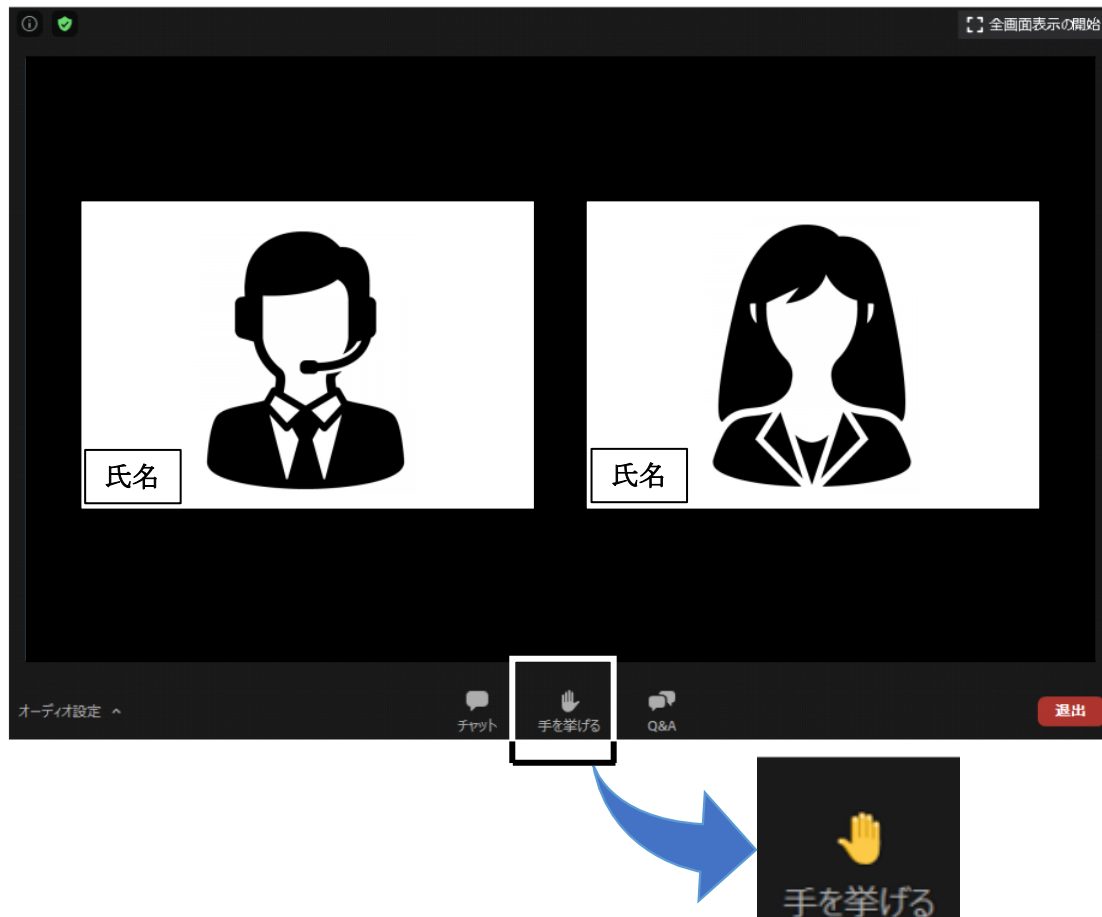 全画面表示の開始
氏名
氏名
オーディオ設定
チャット
手を挙げる
Q&A
退出
手を挙げる